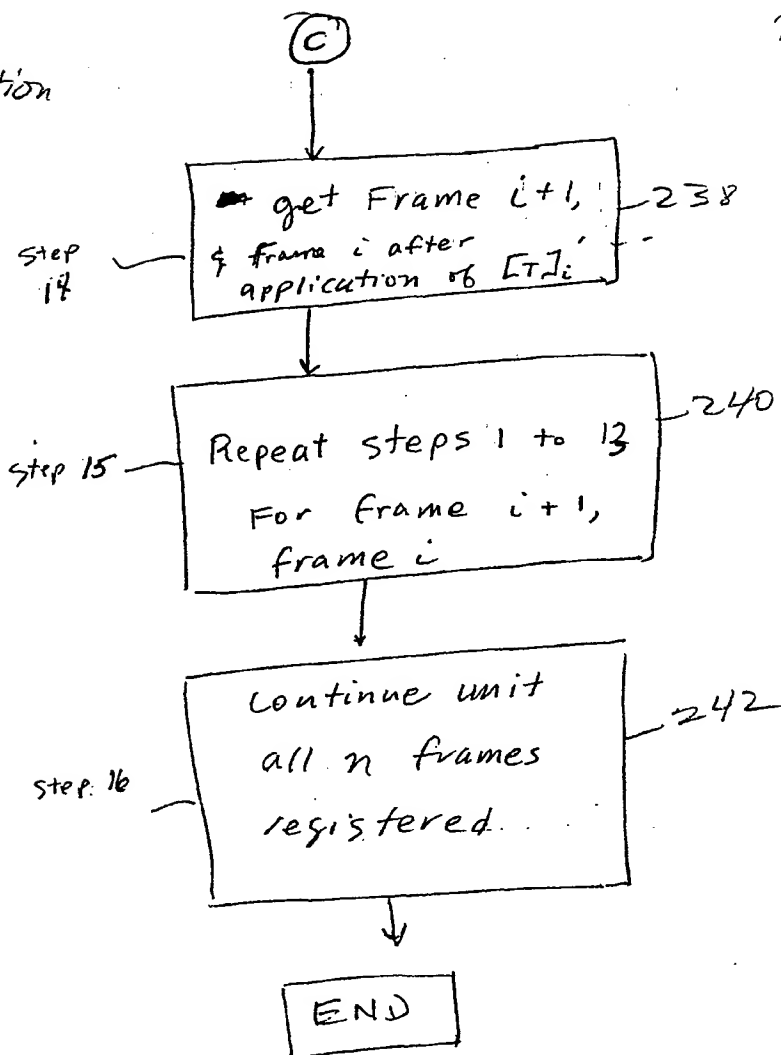 C
get Frame i+1,
& frame i after
application of [T]i
238
step
14
Repeat steps 1 to 13
For frame i+1,
frame i
240
step 15
Continue unit
all n frames
registered
242
step 16
END